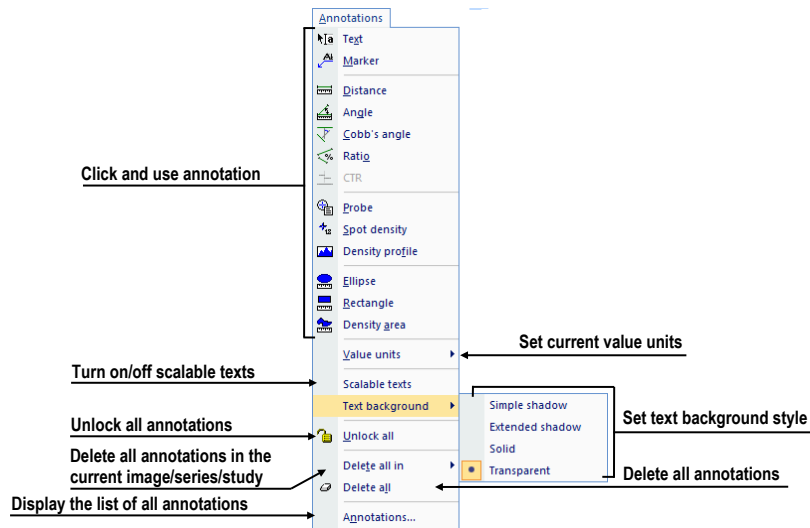 Annotations
Text
Marker
Distance
Angle
Cobb's angle
Ratio
Click and use annotation
CTR
Probe
Spot density
Density profile
Ellipse
Rectangle
Density area
Set current value units
Value units
Turn on/off scalable texts
Scalable texts
Text background
Simple shadow
Extended shadow
Solid
Transparent
Set text background style
Unlock all annotations
Unlock all
Delete all annotations in the
current image/series/study
Delete all in
Delete all annotations
Delete all
Display the list of all annotations
Annotations...